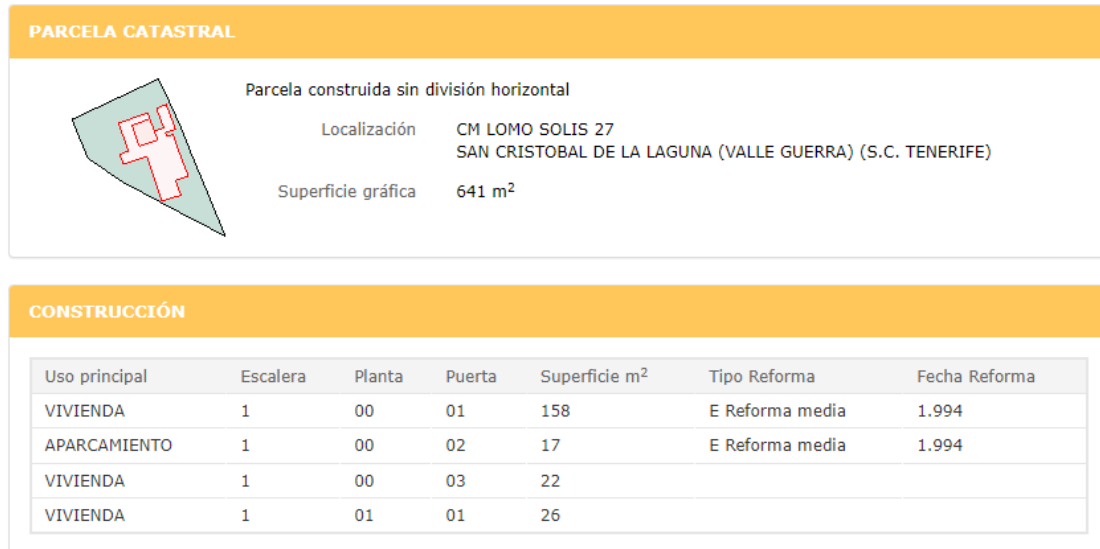 PARCELA CATASTRAL
Parcela construida sin división horizontal
Localización CM LOMO SOLIS 27
SAN CRISTOBAL DE LA LAGUNA (VALLE GUERRA) (S.C. TENERIFE)
Superficie gráfica 641 m²
CONSTRUCCIÓN
Uso principal Escalera Planta Puerta Superficie m² Tipo Reforma Fecha Reforma
VIVIENDA 1 00 01 158 E Reforma media 1.994
APARCAMIENTO 1 00 02 17 E Reforma media 1.994
VIVIENDA 1 00 03 22
VIVIENDA 1 01 01 26